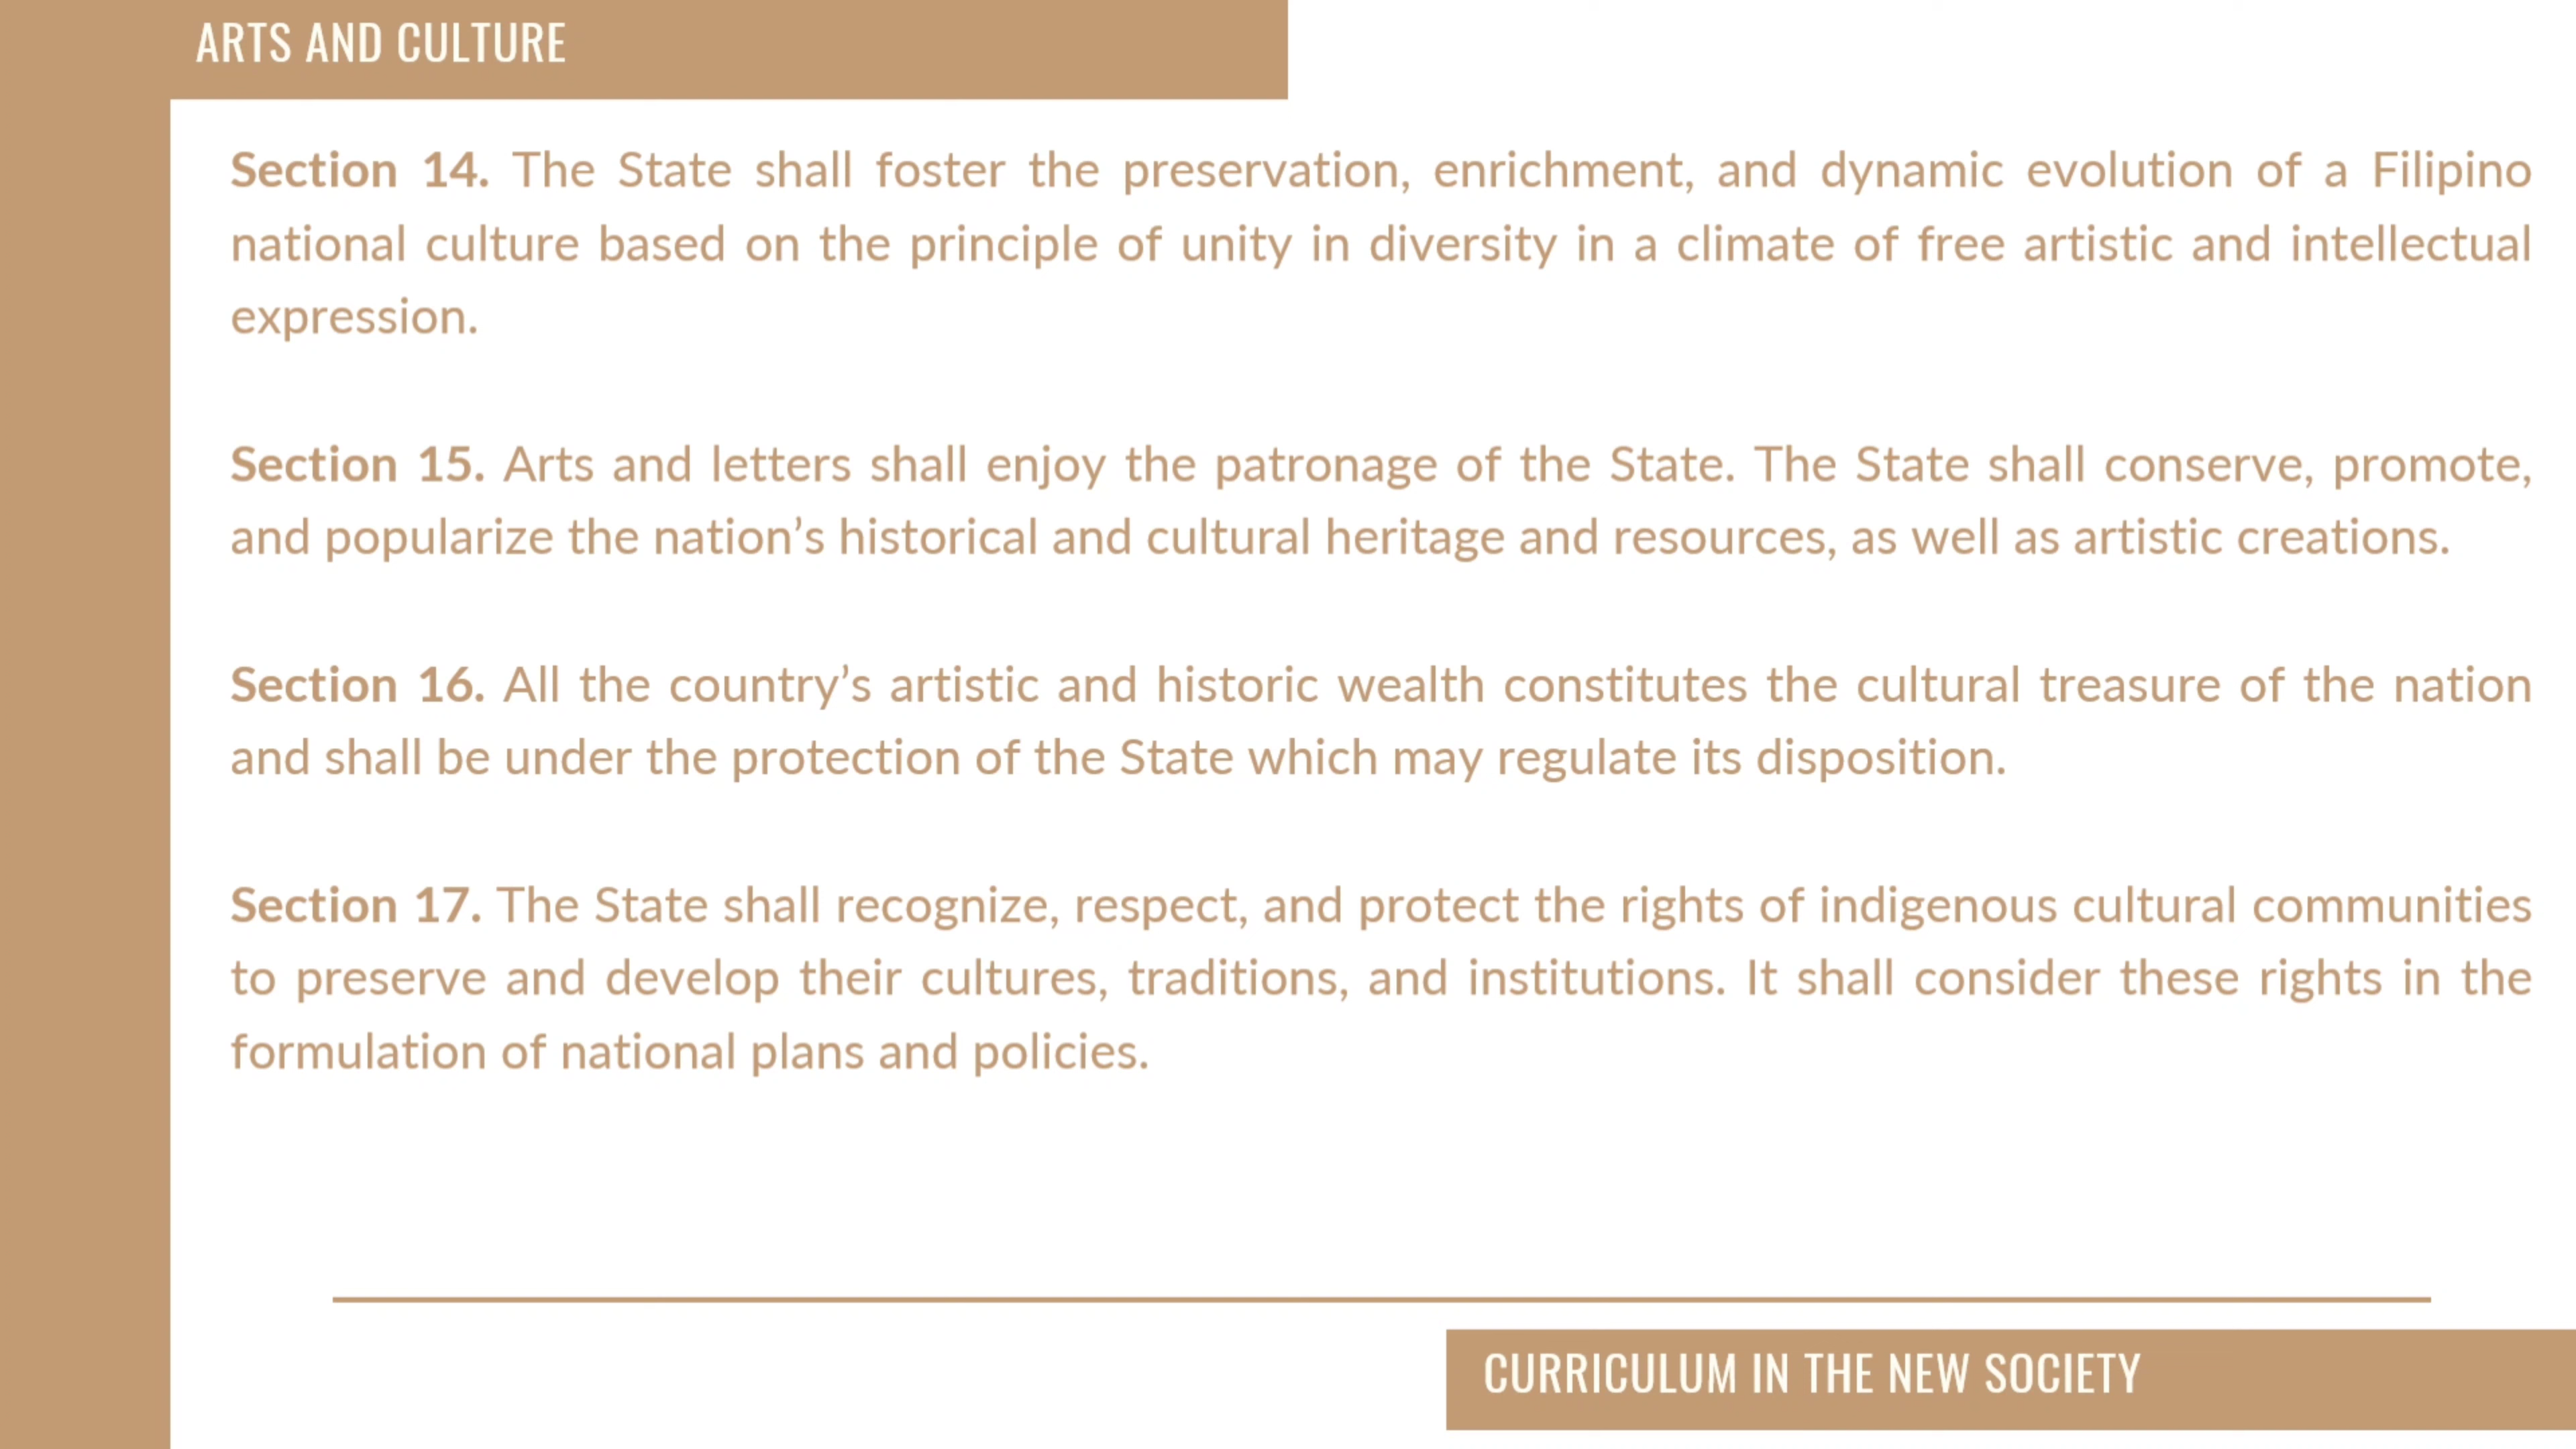 ARTS AND CULTURE
Section 14. The State shall foster the preservation, enrichment, and dynamic evolution of a Filipino
national culture based on the principle of unity in diversity in a climate of free artistic and intellectual
expression.
Section 15. Arts and letters shall enjoy the patronage of the State. The State shall conserve, promote,
and popularize the nation’s historical and cultural heritage and resources, as well as artistic creations.
Section 16. All the country’s artistic and historic wealth constitutes the cultural treasure of the nation
and shall be under the protection of the State which may regulate its disposition.
Section 17. The State shall recognize, respect, and protect the rights of indigenous cultural communities
to preserve and develop their cultures, traditions, and institutions. It shall consider these rights in the
formulation of national plans and policies.
CURRICULUM IN THE NEW SOCIETY